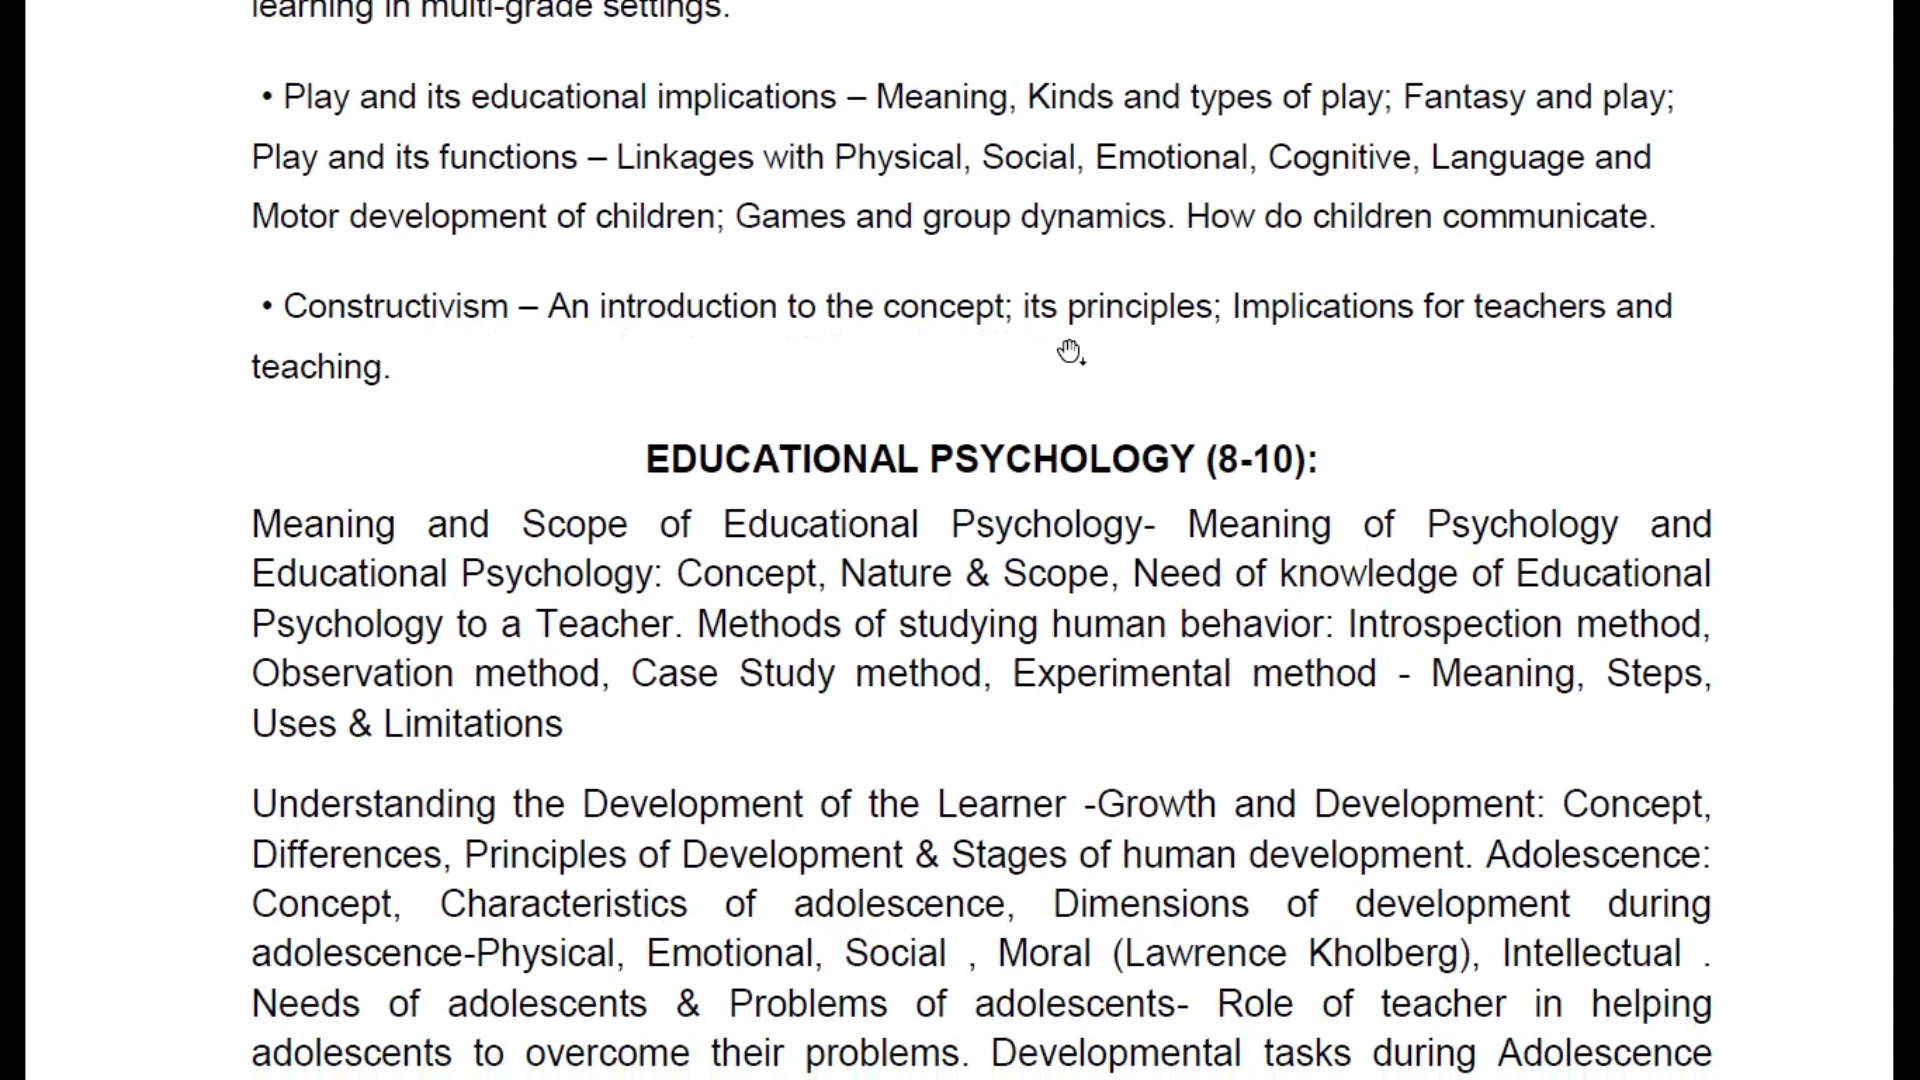 learning in multi-grade settings.
• Play and its educational implications – Meaning, Kinds and types of play; Fantasy and play;
Play and its functions – Linkages with Physical, Social, Emotional, Cognitive, Language and
Motor development of children; Games and group dynamics. How do children communicate.
• Constructivism – An introduction to the concept; its principles; Implications for teachers and
teaching.
EDUCATIONAL PSYCHOLOGY (8-10):
Meaning and Scope of Educational Psychology- Meaning of Psychology and
Educational Psychology: Concept, Nature & Scope, Need of knowledge of Educational
Psychology to a Teacher. Methods of studying human behavior: Introspection method,
Observation method, Case Study method, Experimental method - Meaning, Steps,
Uses & Limitations
Understanding the Development of the Learner -Growth and Development: Concept,
Differences, Principles of Development & Stages of human development. Adolescence:
Concept, Characteristics of adolescence, Dimensions of development during
adolescence-Physical, Emotional, Social , Moral (Lawrence Kholberg), Intellectual .
Needs of adolescents & Problems of adolescents- Role of teacher in helping
adolescents to overcome their problems. Developmental tasks during Adolescence